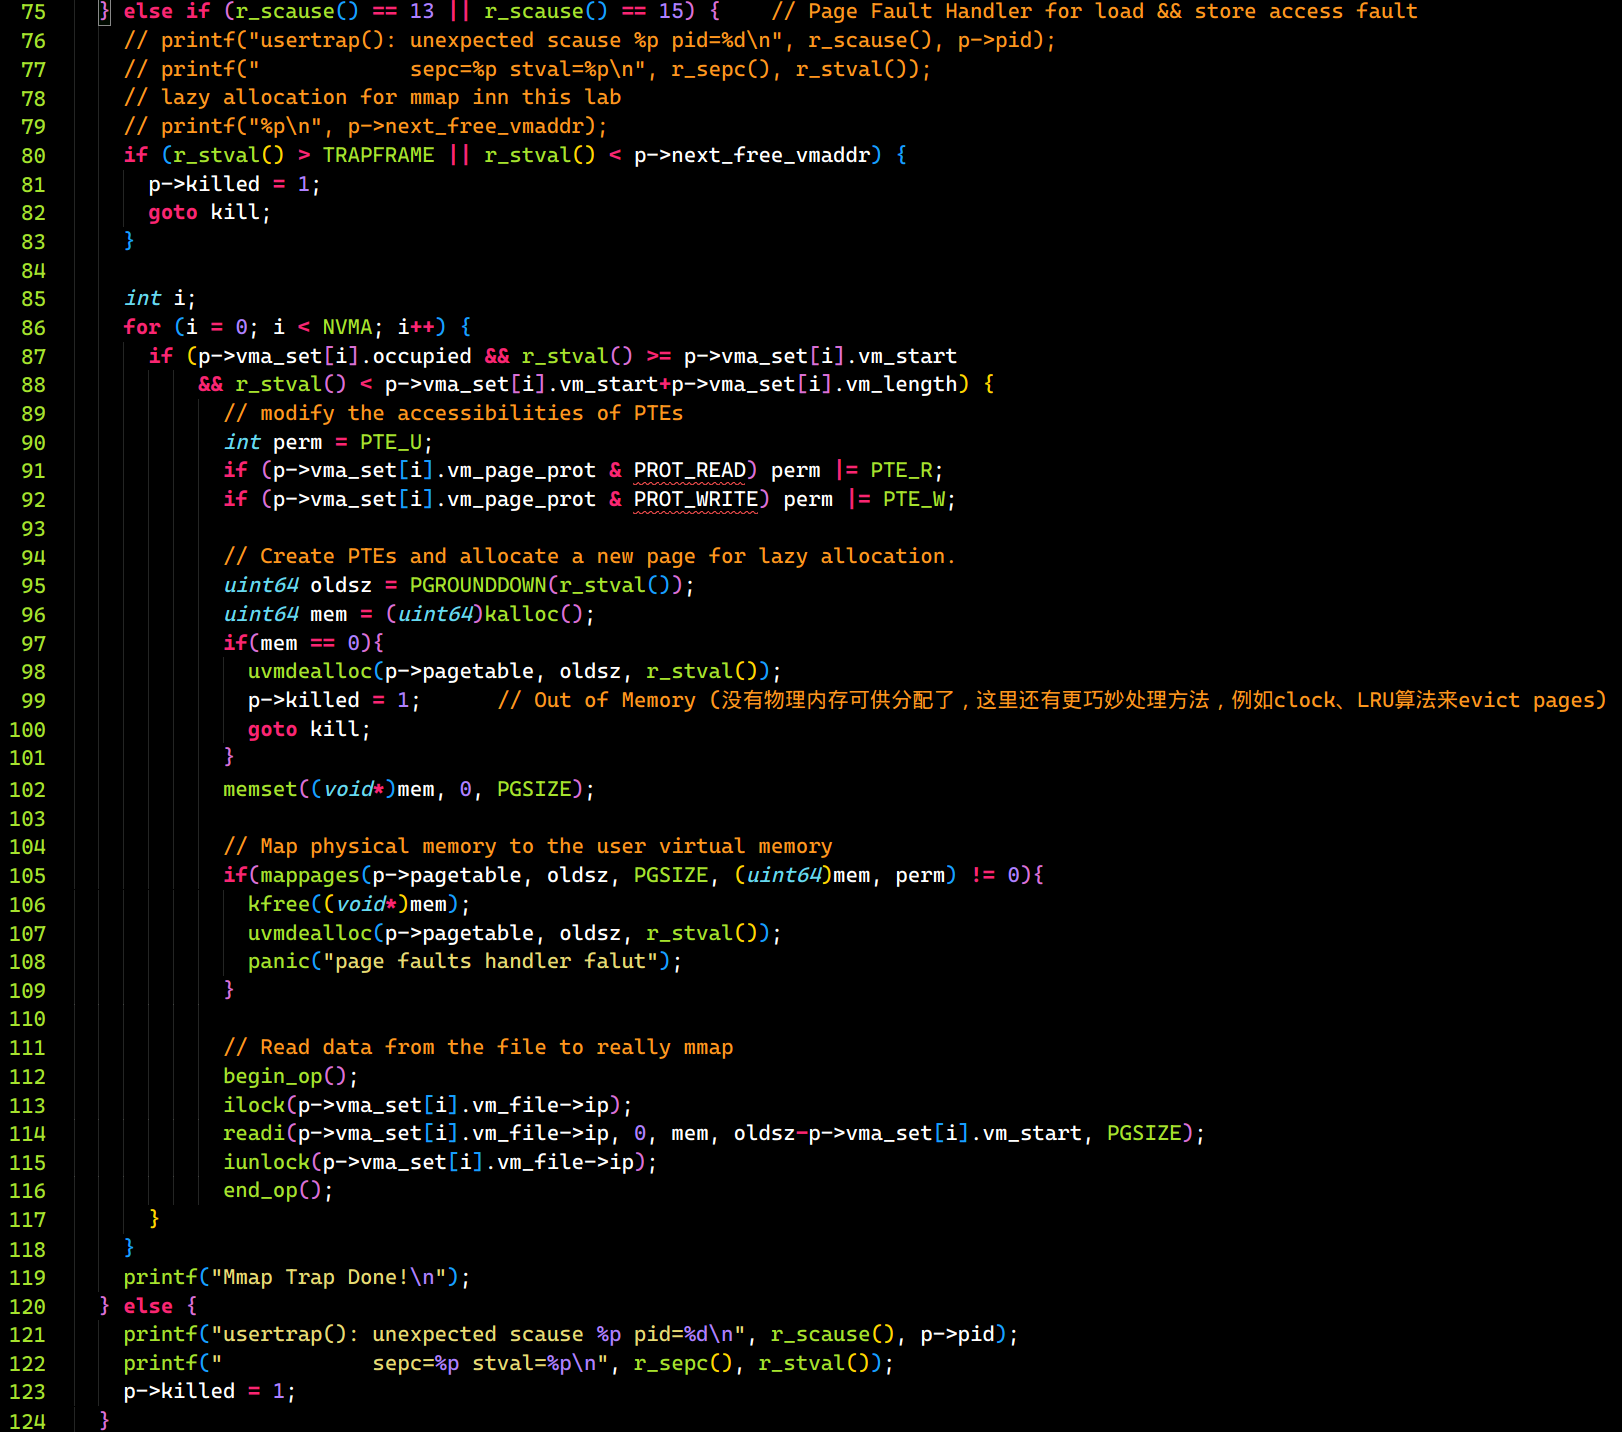 75 } else if (r_scause() == 13 || r_scause() == 15) {    // Page Fault Handler for load && store access fault
76 // printf("usertrap(): unexpected scause %p pid=%d\n", r_scause(), p->pid);
77 // printf("            sepc=%p stval=%p\n", r_sepc(), r_stval());
78 // lazy allocation for mmap inn this lab
79 // printf("%p\n", p->next_free_vmaddr);
80 if (r_stval() > TRAPFRAME || r_stval() < p->next_free_vmaddr) {
81 p->killed = 1;
82 goto kill;
83 }
84
85 int i;
86 for (i = 0; i < NVMA; i++) {
87 if (p->vma_set[i].occupied && r_stval() >= p->vma_set[i].vm_start
88 && r_stval() < p->vma_set[i].vm_start+p->vma_set[i].vm_length) {
89 // modify the accessibilities of PTEs
90 int perm = PTE_U;
91 if (p->vma_set[i].vm_page_prot & PROT_READ) perm |= PTE_R;
92 if (p->vma_set[i].vm_page_prot & PROT_WRITE) perm |= PTE_W;
93
94 // Create PTEs and allocate a new page for lazy allocation.
95 uint64 oldsz = PGROUNDDOWN(r_stval());
96 uint64 mem = (uint64)kalloc();
97 if(mem == 0){
98 uvmdealloc(p->pagetable, oldsz, r_stval());
99 p->killed = 1;      // Out of Memory (没有物理内存可供分配了，这里还有更巧妙处理方法，例如clock、LRU算法来evict pages)
100 goto kill;
101 }
102 memset((void*)mem, 0, PGSIZE);
103
104 // Map physical memory to the user virtual memory
105 if(mappages(p->pagetable, oldsz, PGSIZE, (uint64)mem, perm) != 0){
106 kfree((void*)mem);
107 uvmdealloc(p->pagetable, oldsz, r_stval());
108 panic("page faults handler falut");
109 }
110
111 // Read data from the file to really mmap
112 begin_op();
113 ilock(p->vma_set[i].vm_file->ip);
114 readi(p->vma_set[i].vm_file->ip, 0, mem, oldsz-p->vma_set[i].vm_start, PGSIZE);
115 iunlock(p->vma_set[i].vm_file->ip);
116 end_op();
117 }
118 }
119 printf("Mmap Trap Done!\n");
120 } else {
121 printf("usertrap(): unexpected scause %p pid=%d\n", r_scause(), p->pid);
122 printf("            sepc=%p stval=%p\n", r_sepc(), r_stval());
123 p->killed = 1;
124 }